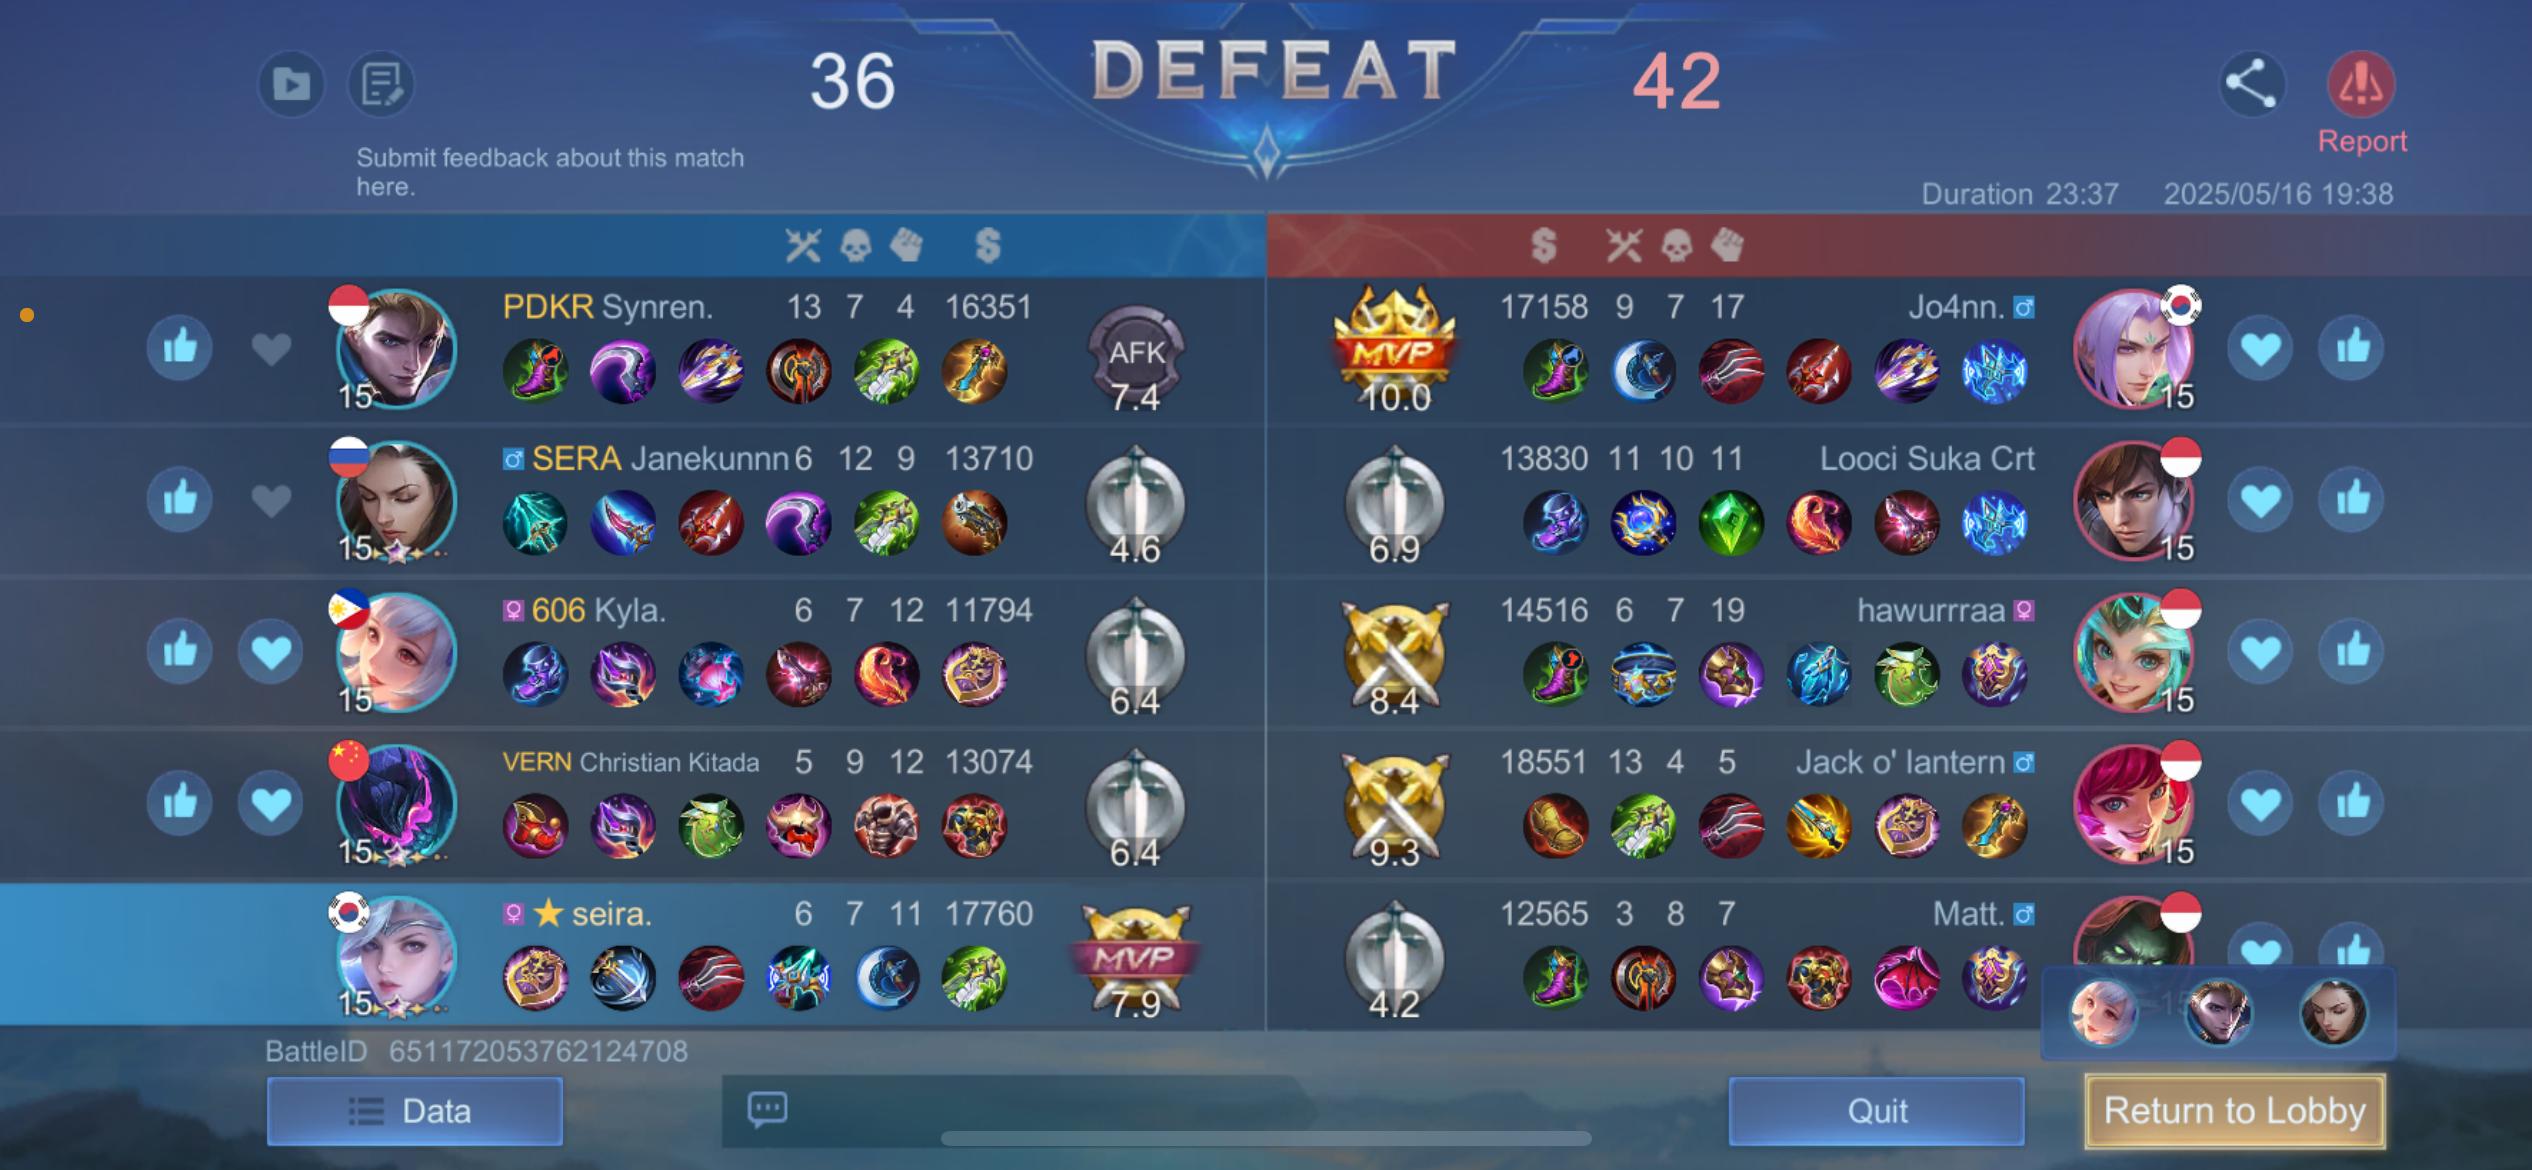 36 DEFEAT 42
Submit feedback about this match
here.
Report
Duration 23:37 2025/05/16 19:38
15 PDKR Synren. 13 7 4 16351 AFK 7.4
MVP 10.0 17158 9 7 17 Jo4nn. 15
15 SERA Janekunnn 6 12 9 13710 4.6
6.9 13830 11 10 11 Looci Suka Crt 15
15 606 Kyla. 6 7 12 11794 6.4
8.4 14516 6 7 19 hawurrraa 15
15 VERN Christian Kitada 5 9 12 13074 6.4
9.3 18551 13 4 5 Jack o' lantern 15
15 seira. 6 7 11 17760 MVP 7.9
4.2 12565 3 8 7 Matt. 15
BattleID 651172053762124708
Data
Quit
Return to Lobby